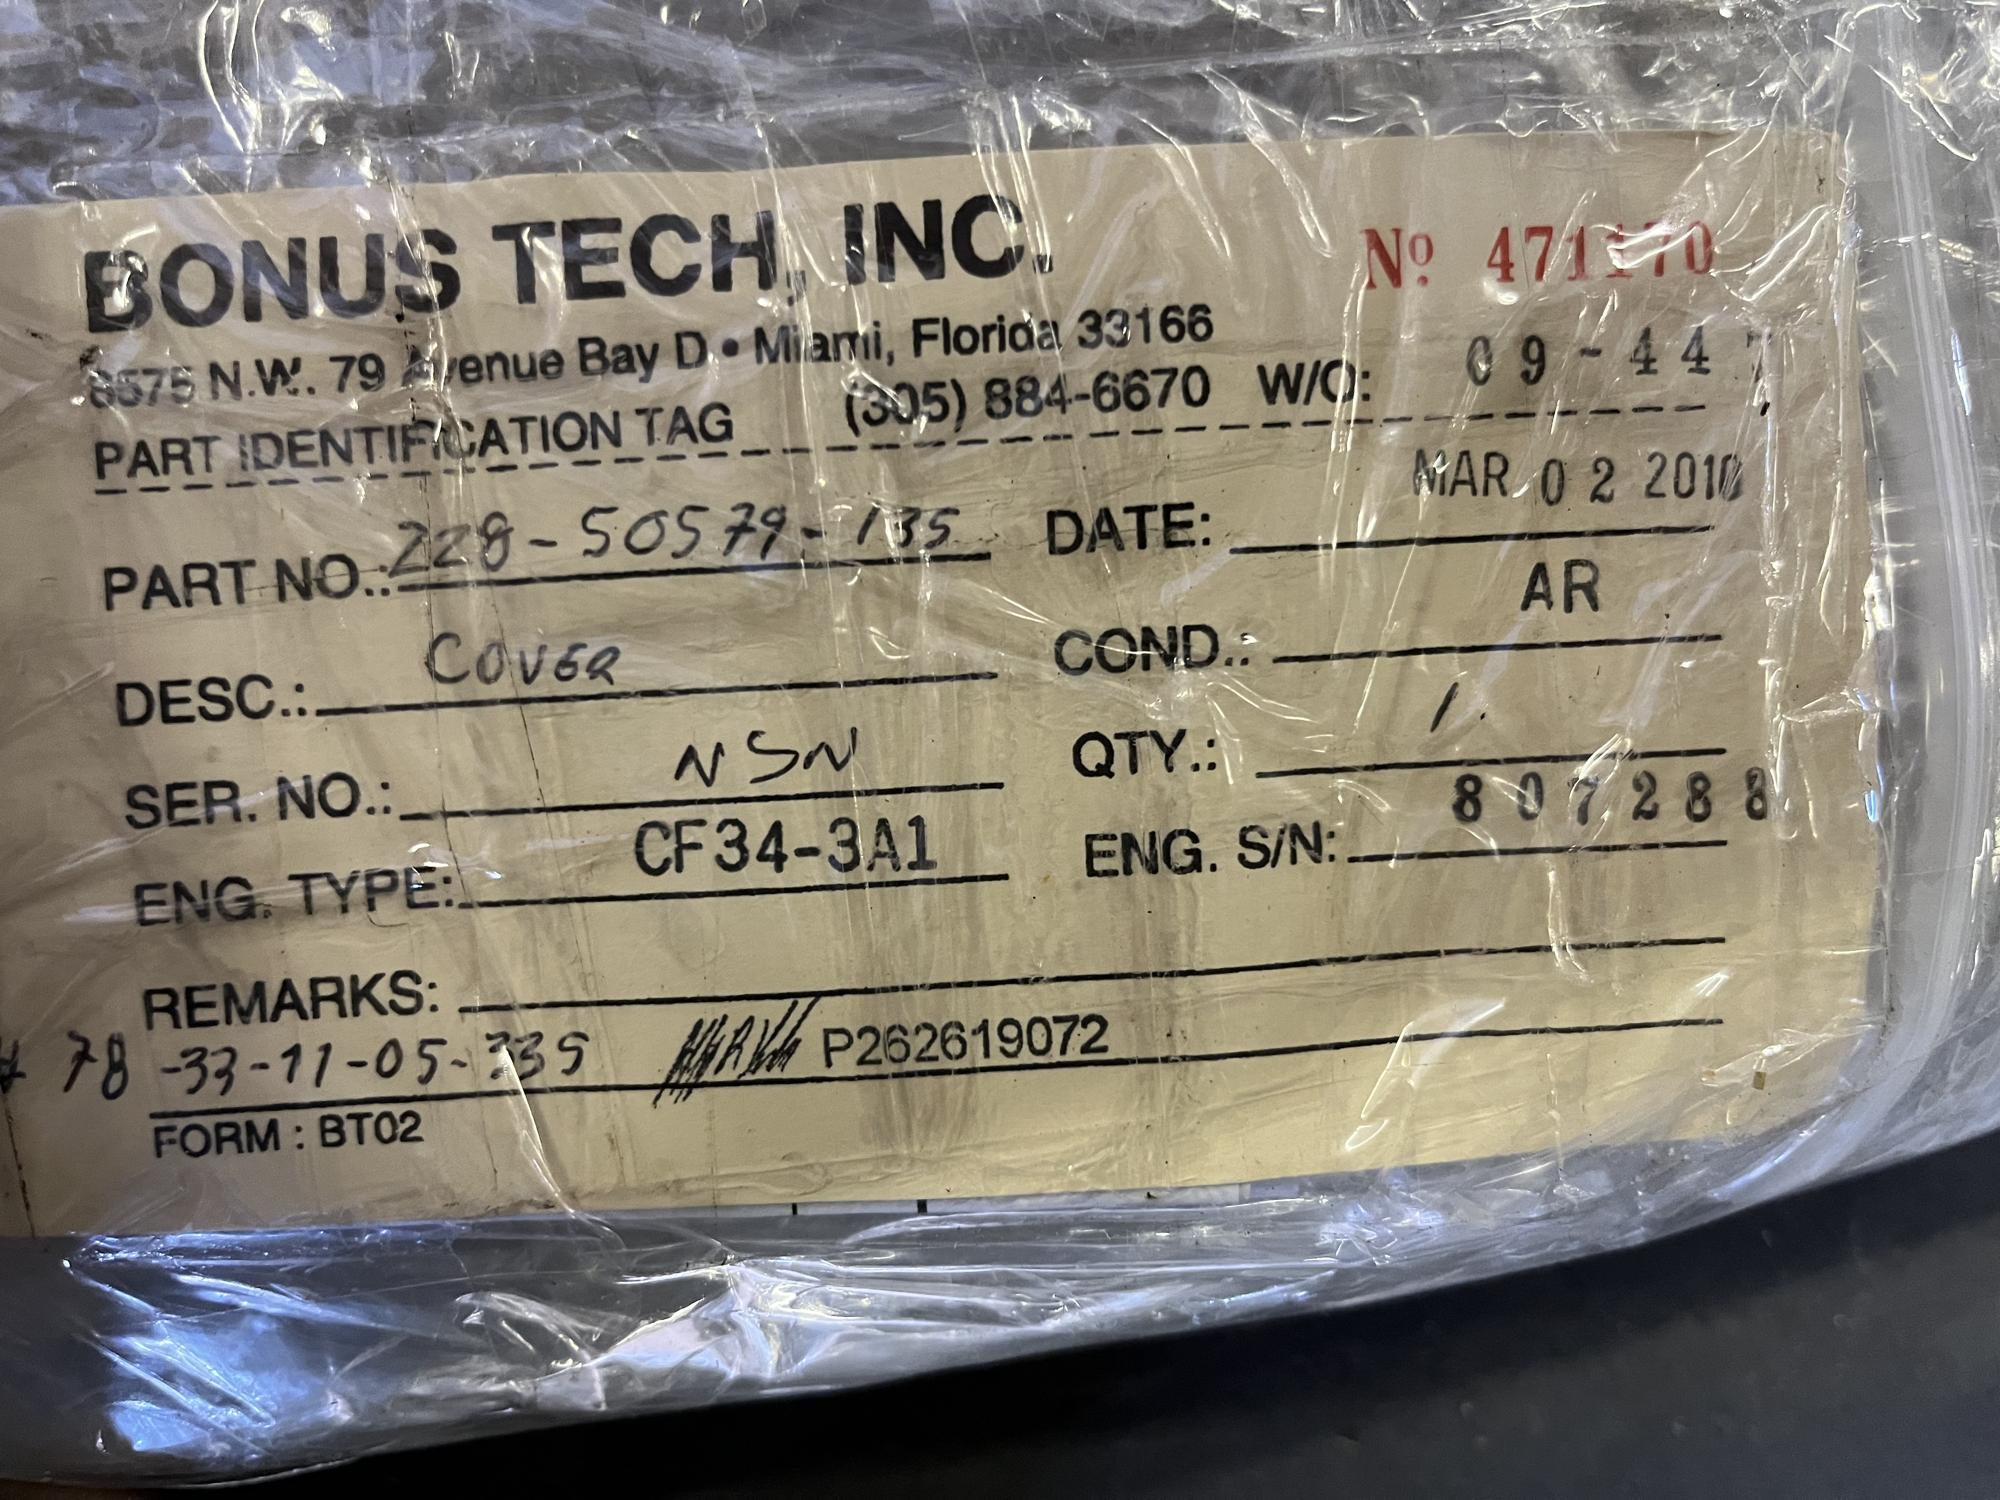 BONUS TECH, INC.
Nº 471170
8575 N.W. 79 Avenue Bay D • Miami, Florida 33166
PART IDENTIFICATION TAG (305) 884-6670 W/O: 09-447
PART NO.: 228-50579-135 DATE: MAR 02 2010
DESC.: COVER COND.: AR
SER. NO.: NSN QTY.: 1
ENG. TYPE: CF34-3A1 ENG. S/N: 807288
REMARKS:
78-33-11-05-335 P262619072
FORM : BT02